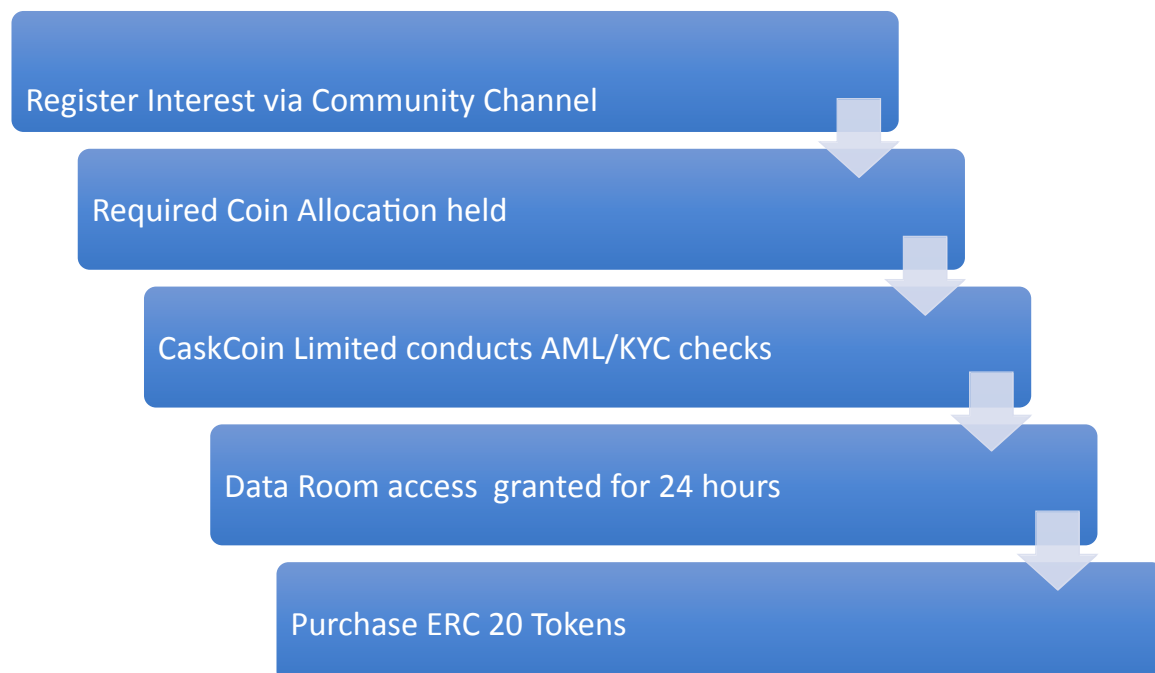 Register Interest via Community Channel
Required Coin Allocation held
CaskCoin Limited conducts AML/KYC checks
Data Room access  granted for 24 hours
Purchase ERC 20 Tokens